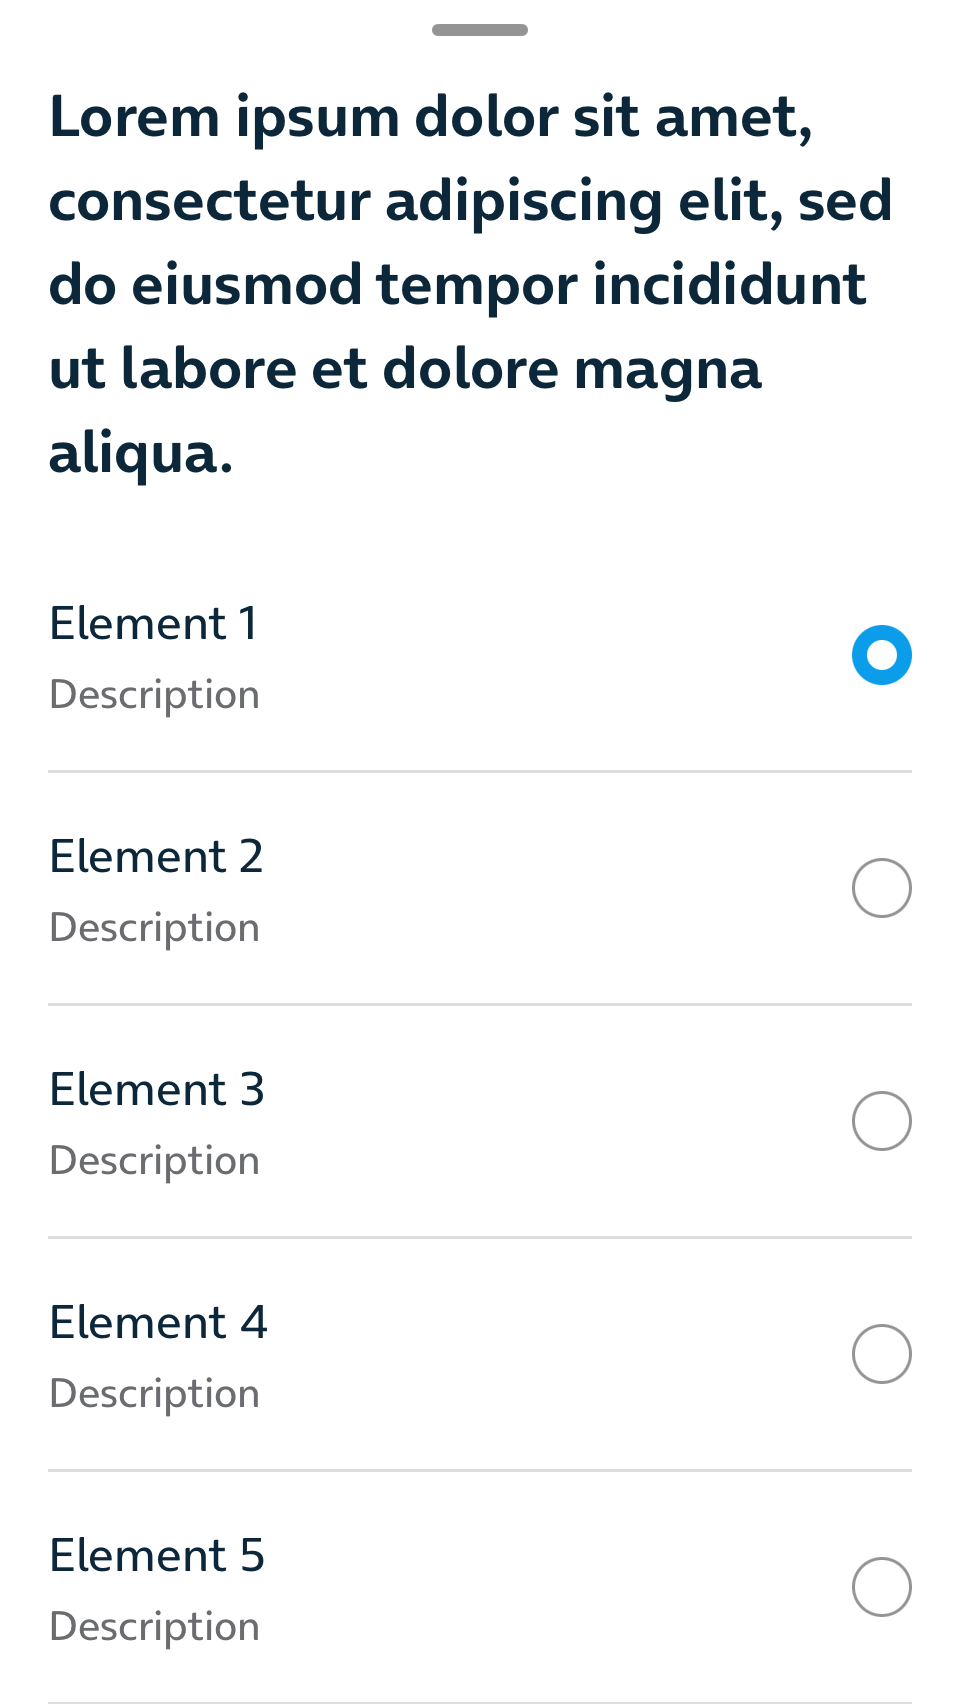 Lorem ipsum dolor sit amet,
consectetur adipiscing elit, sed
do eiusmod tempor incididunt
ut labore et dolore magna
aliqua.
Element 1
Description
Element 2
Description
Element 3
Description
Element 4
Description
Element 5
Description